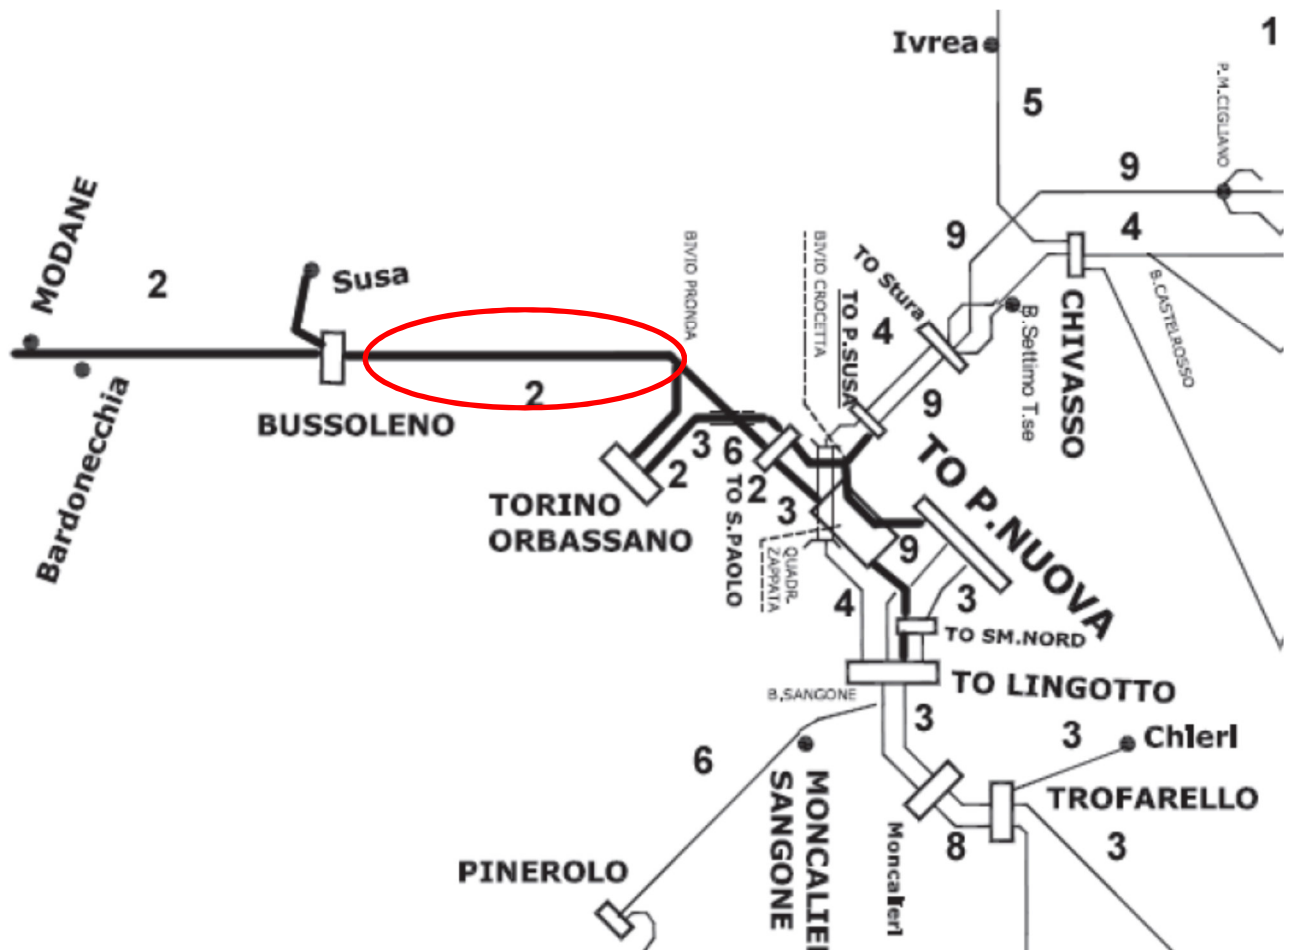 1
Ivrea
5
P.M.CIGLIANO
9
4
9
MODANE
2
Susa
BIVIO PRONDA
BIVIO CROCETTA
TO P.SUSA
TO Stura
4
B.Settimo T.se
CHIVASSO
B.CASTELROSSO
Bardonecchia
BUSSOLENO
2
9
3
6
2
2
3
TO S.PAOLO
TORINO
ORBASSANO
TO P.NUOVA
QUADR.
ZAPPATA
9
4
3
TO SM.NORD
TO LINGOTTO
B.SANGONE
3
6
3
Chieri
MONCALIE
SANGONE
TROFARELLO
Moncalieri
8
3
PINEROLO